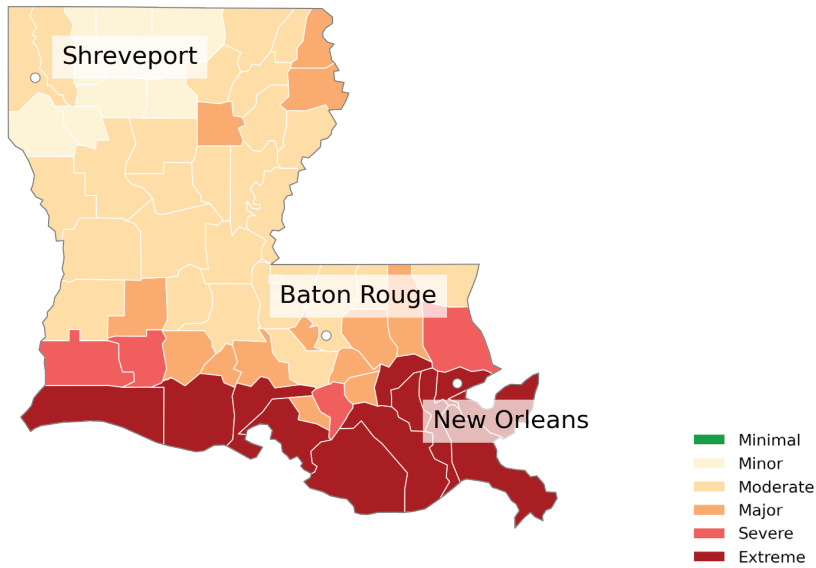 Shreveport
Baton Rouge
New Orleans
Minimal
Minor
Moderate
Major
Severe
Extreme